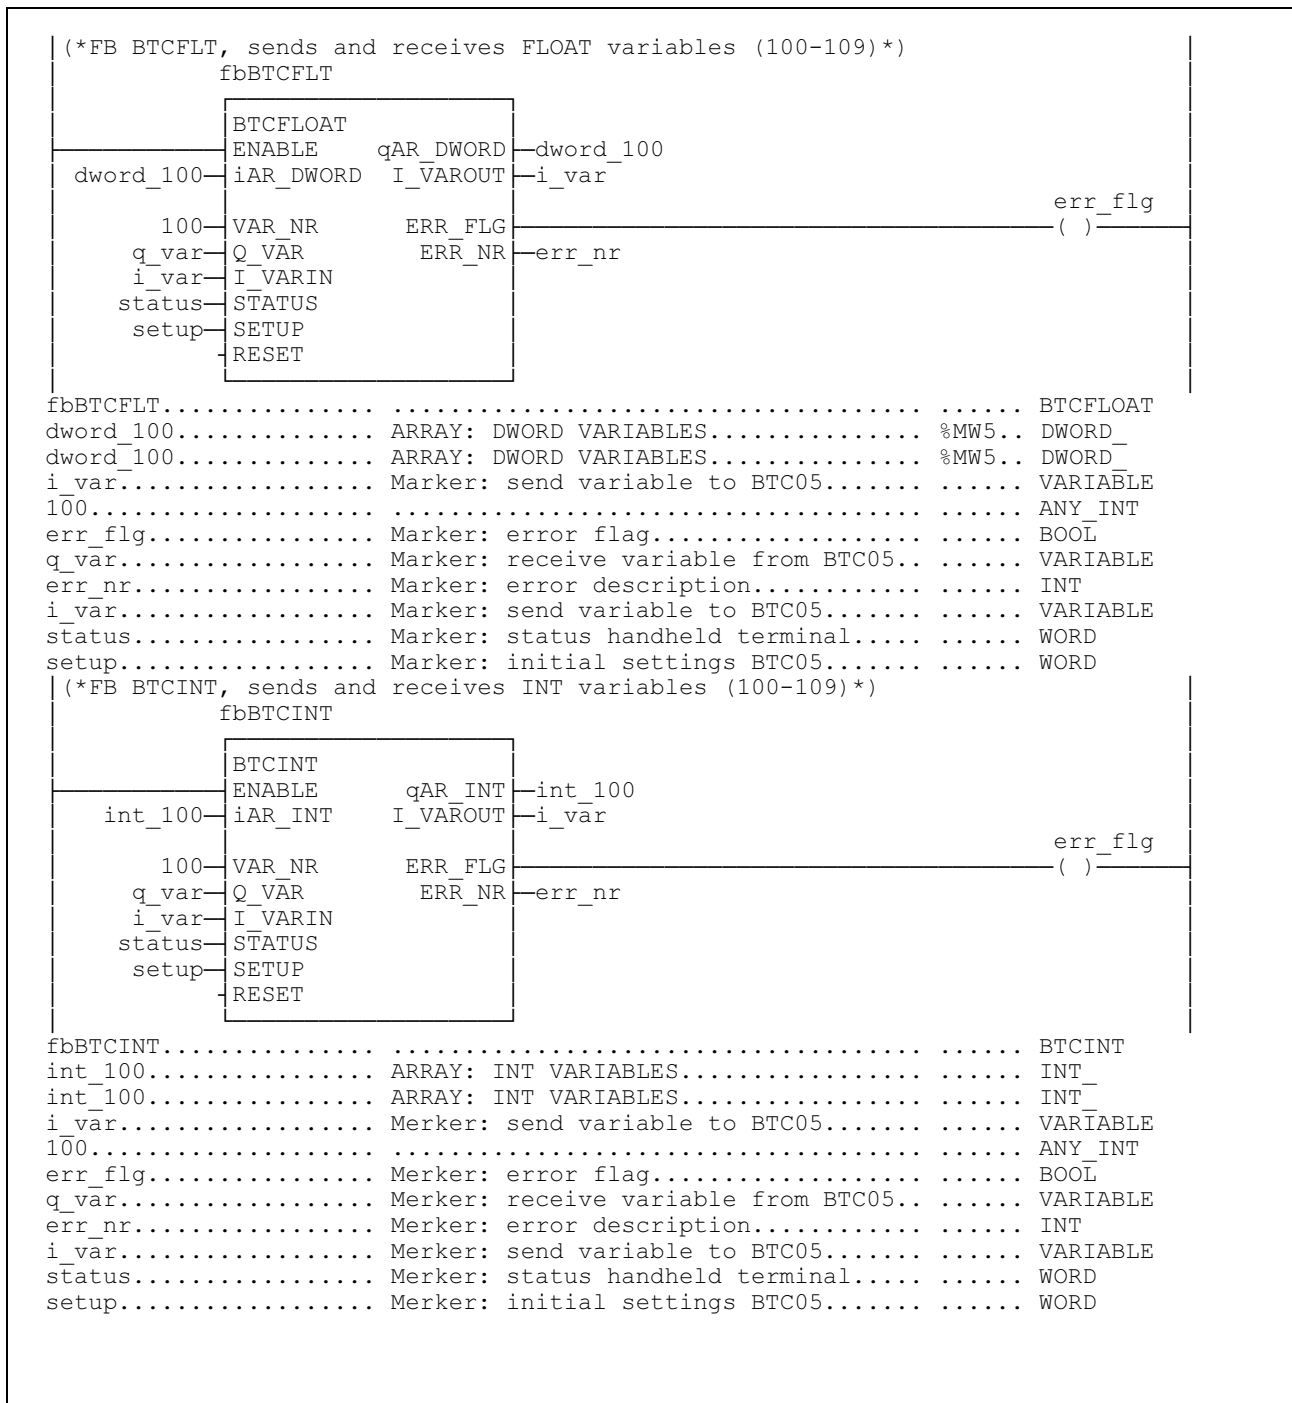 (*FB BTCFLT, sends and receives FLOAT variables (100-109)*)
fbBTCFLT
BTCFLOAT
ENABLE qAR_DWORD dword_100
dword_100 iAR_DWORD I_VAROUT i_var
err_flg
100 VAR_NR ERR_FLG ( )
q_var Q_VAR ERR_NR err_nr
i_var I_VARIN
status STATUS
setup SETUP
RESET
fbBTCFLT............... ..................................... ...... BTCFLOAT
dword_100.............. ARRAY: DWORD VARIABLES............... %MW5.. DWORD_
dword_100.............. ARRAY: DWORD VARIABLES............... %MW5.. DWORD_
i_var.................. Marker: send variable to BTC05....... ...... VARIABLE
100.................... ..................................... ...... ANY_INT
err_flg................ Marker: error flag................... ...... BOOL
q_var.................. Marker: receive variable from BTC05.. ...... VARIABLE
err_nr................. Marker: error description............ ...... INT
i_var.................. Marker: send variable to BTC05....... ...... VARIABLE
status................. Marker: status handheld terminal..... ...... WORD
setup.................. Marker: initial settings BTC05....... ...... WORD
(*FB BTCINT, sends and receives INT variables (100-109)*)
fbBTCINT
BTCINT
ENABLE qAR_INT int_100
int_100 iAR_INT I_VAROUT i_var
err_flg
100 VAR_NR ERR_FLG ( )
q_var Q_VAR ERR_NR err_nr
i_var I_VARIN
status STATUS
setup SETUP
RESET
fbBTCINT............... ..................................... ...... BTCINT
int_100................ ARRAY: INT VARIABLES................. ...... INT_
int_100................ ARRAY: INT VARIABLES................. ...... INT_
i_var.................. Merker: send variable to BTC05....... ...... VARIABLE
100.................... ..................................... ...... ANY_INT
err_flg................ Merker: error flag................... ...... BOOL
q_var.................. Merker: receive variable from BTC05.. ...... VARIABLE
err_nr................. Merker: error description............ ...... INT
i_var.................. Merker: send variable to BTC05....... ...... VARIABLE
status................. Merker: status handheld terminal..... ...... WORD
setup.................. Merker: initial settings BTC05....... ...... WORD